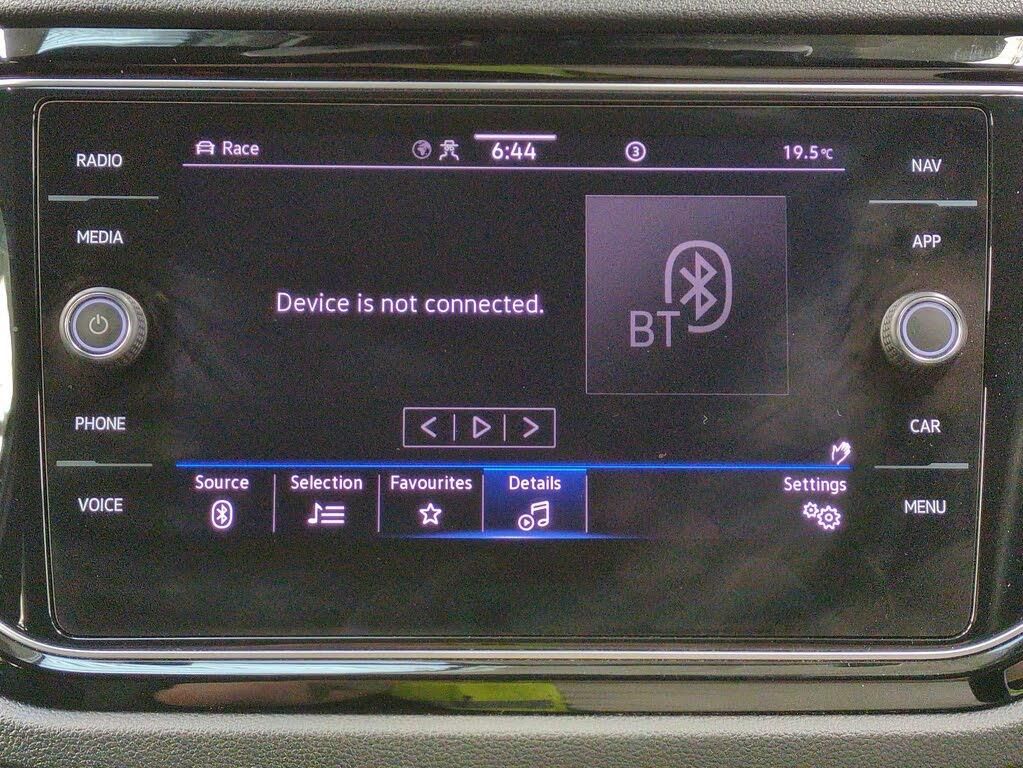 Race 6:44 3 19.5°C
RADIO
MEDIA
PHONE
VOICE
NAV
APP
CAR
MENU
Device is not connected.
BT
Source Selection Favourites Details Settings